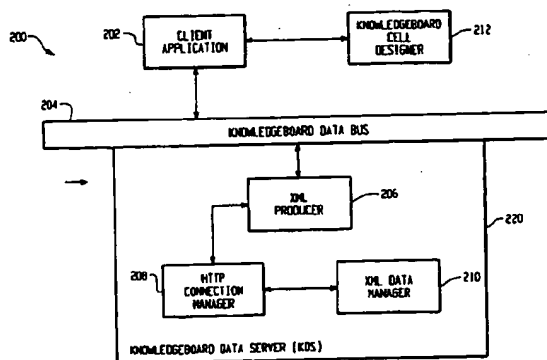 200
202
CLIENT
APPLICATION
KNOWLEDGEBOARD
CELL
DESIGNER
212
204
KNOWLEDGEBOARD DATA BUS
XML
PRODUCER
206
220
208
HTTP
CONNECTION
MANAGER
XML DATA
MANAGER
210
KNOWLEDGEBOARD DATA SERVER (KDS)